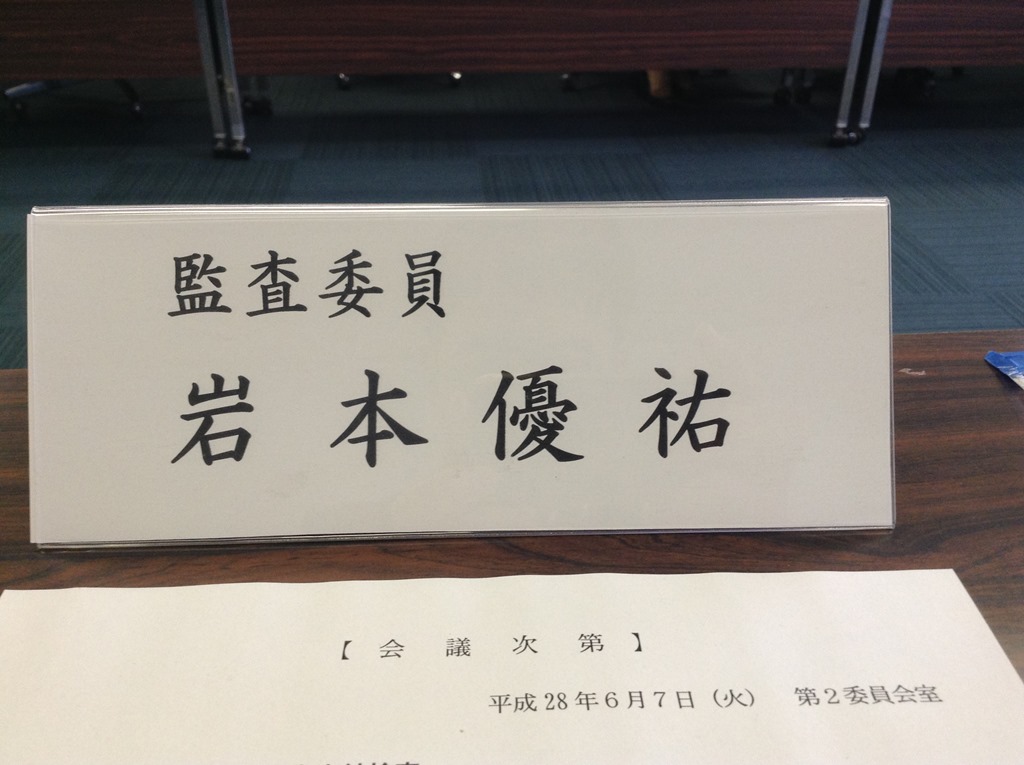 監査委員
岩本優祐
【会議次第】
平成28年6月7日（火）　第2委員会室